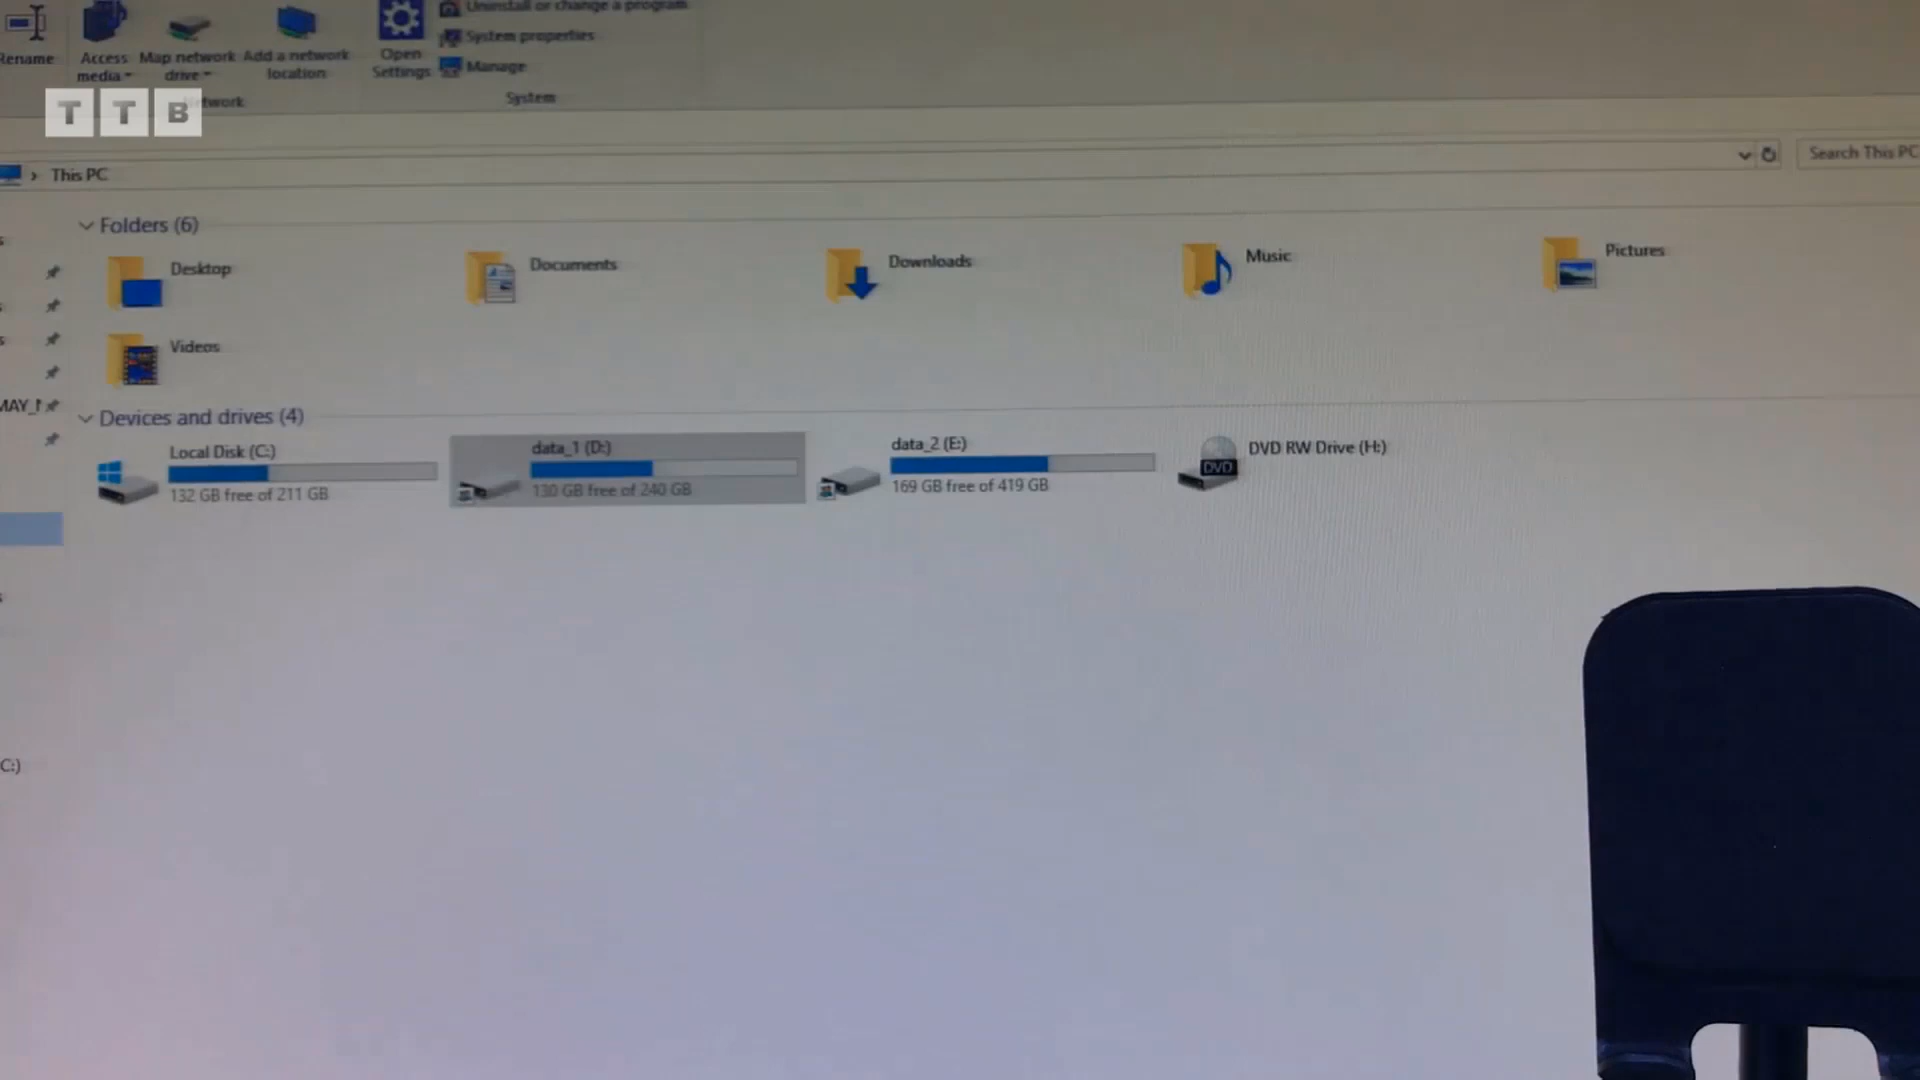 Uninstall or change a program
Rename
Access media
Map network drive
Add a network location
Open Settings
System properties
Manage
System
TTB
This PC
Search This PC
Folders (6)
Desktop
Documents
Downloads
Music
Pictures
Videos
Devices and drives (4)
Local Disk (C:)
132 GB free of 211 GB
data_1 (D:)
130 GB free of 240 GB
data_2 (E:)
169 GB free of 419 GB
DVD RW Drive (H:)
DVD
C:)